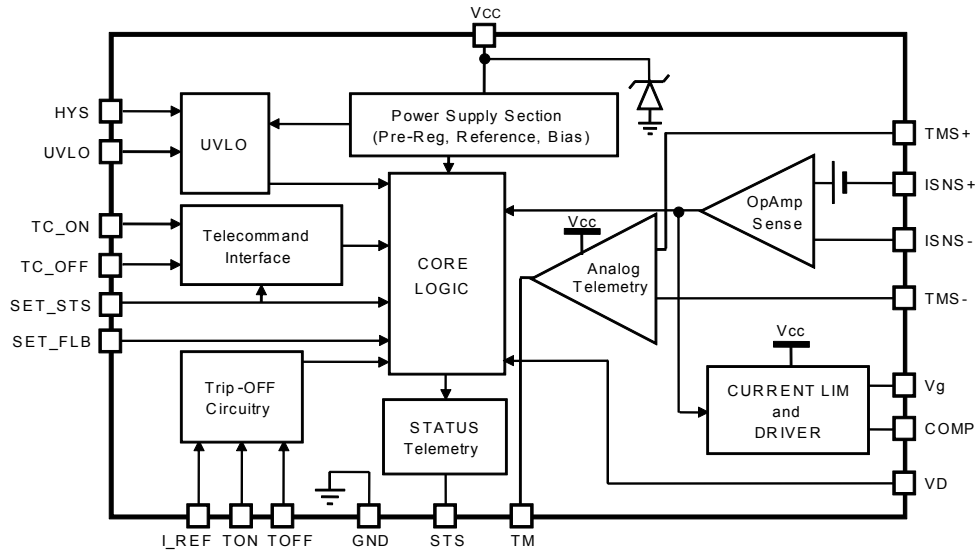 Vcc
HYS
UVLO
UVLO
Power Supply Section
(Pre-Reg, Reference, Bias)
TMS+
ISNS+
OpAmp
Sense
ISNS-
TC_ON
TC_OFF
Telecommand
Interface
CORE
LOGIC
Vcc
Analog
Telemetry
TMS-
SET_STS
SET_FLB
Trip-OFF
Circuitry
STATUS
Telemetry
Vcc
CURRENT LIM
and
DRIVER
Vg
COMP
VD
I_REF
TON
TOFF
GND
STS
TM